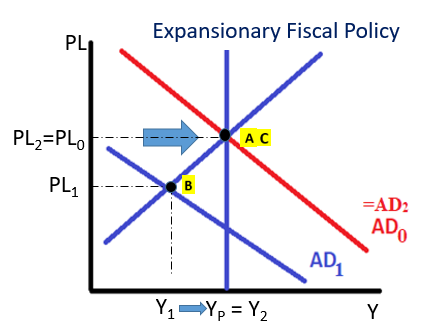 Expansionary Fiscal Policy
PL
PL₂=PL₀
A C
PL₁
B
=AD₂
AD₀
AD₁
Y₁ Yₚ = Y₂
Y